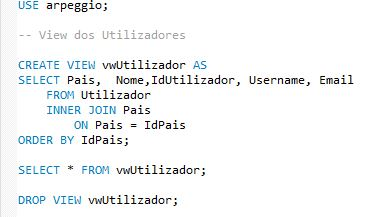 USE arpeggio;
-- View dos Utilizadores
CREATE VIEW vwUtilizador AS
SELECT Pais,  Nome,IdUtilizador, Username, Email
FROM Utilizador
INNER JOIN Pais
ON Pais = IdPais
ORDER BY IdPais;
SELECT * FROM vwUtilizador;
DROP VIEW vwUtilizador;